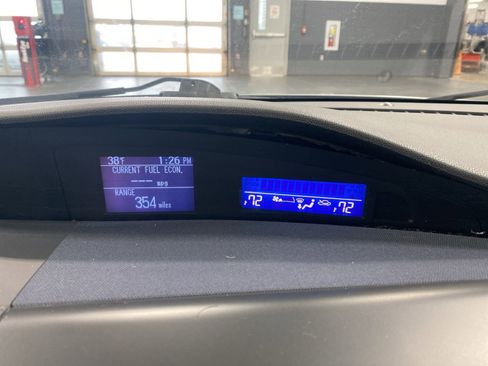 38°F 1:26 PM
CURRENT FUEL ECON.
--- MPG
RANGE
354 miles
72 72